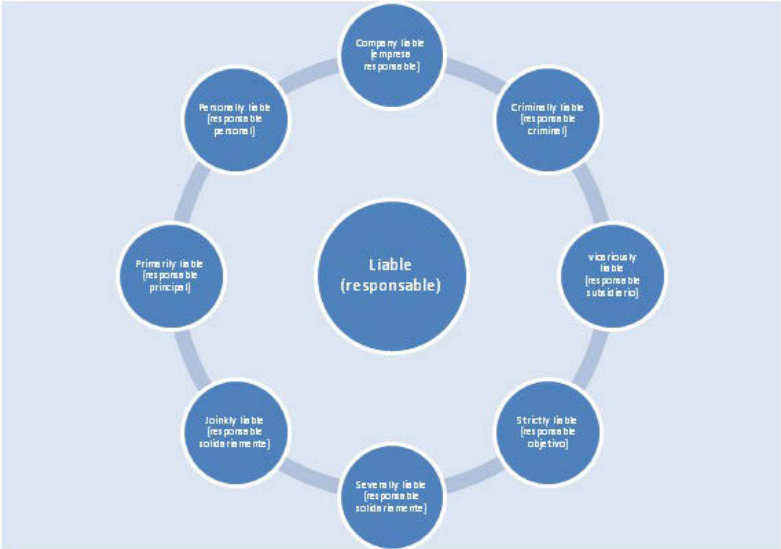 Company liable
(empresa
responsable)
Criminally liable
(responsable
criminal)
vicariously
liable
(responsable
subsidiario)
Strictly liable
(responsable
objetivo)
Severally liable
(responsable
solidariamente)
Joinkly liable
(responsable
solidariamente)
Primarily liable
(responsable
principal)
Personally liable
(responsable
personal)
Liable
(responsable)